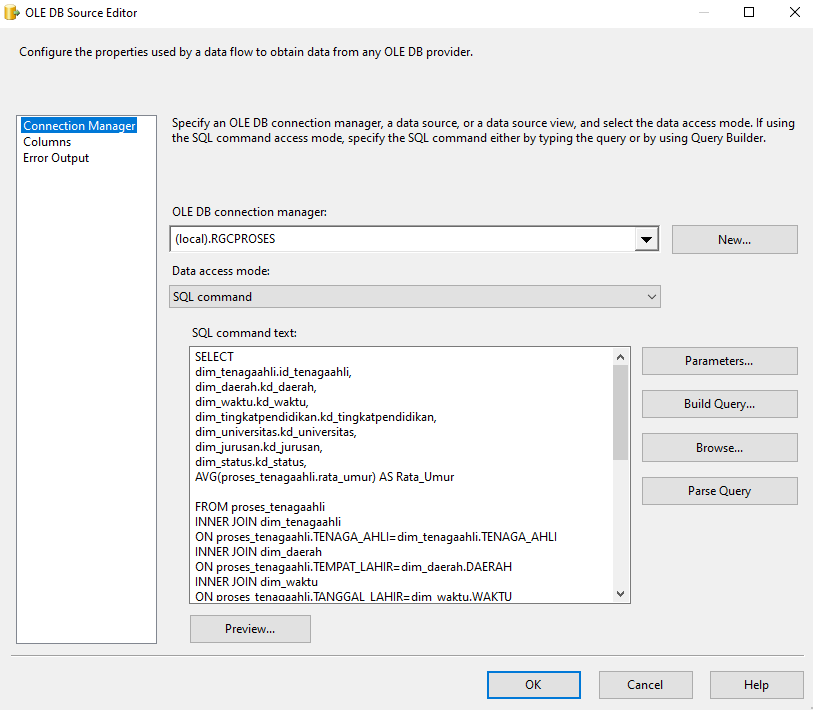 OLE DB Source Editor
Configure the properties used by a data flow to obtain data from any OLE DB provider.
Connection Manager
Columns
Error Output
Specify an OLE DB connection manager, a data source, or a data source view, and select the data access mode. If using
the SQL command access mode, specify the SQL command either by typing the query or by using Query Builder.
OLE DB connection manager:
(local).RGCPROSES
New...
Data access mode:
SQL command
SQL command text:
SELECT
dim_tenagaahli.id_tenagaahli,
dim_daerah.kd_daerah,
dim_waktu.kd_waktu,
dim_tingkatpendidikan.kd_tingkatpendidikan,
dim_universitas.kd_universitas,
dim_jurusan.kd_jurusan,
dim_status.kd_status,
AVG(proses_tenagaahli.rata_umur) AS Rata_Umur
FROM proses_tenagaahli
INNER JOIN dim_tenagaahli
ON proses_tenagaahli.TENAGA_AHLI=dim_tenagaahli.TENAGA_AHLI
INNER JOIN dim_daerah
ON proses_tenagaahli.TEMPAT_LAHIR=dim_daerah.DAERAH
INNER JOIN dim_waktu
ON proses_tenagaahli.TANGGAL_LAHIR=dim_waktu.WAKTU
Parameters...
Build Query...
Browse...
Parse Query
Preview...
OK
Cancel
Help